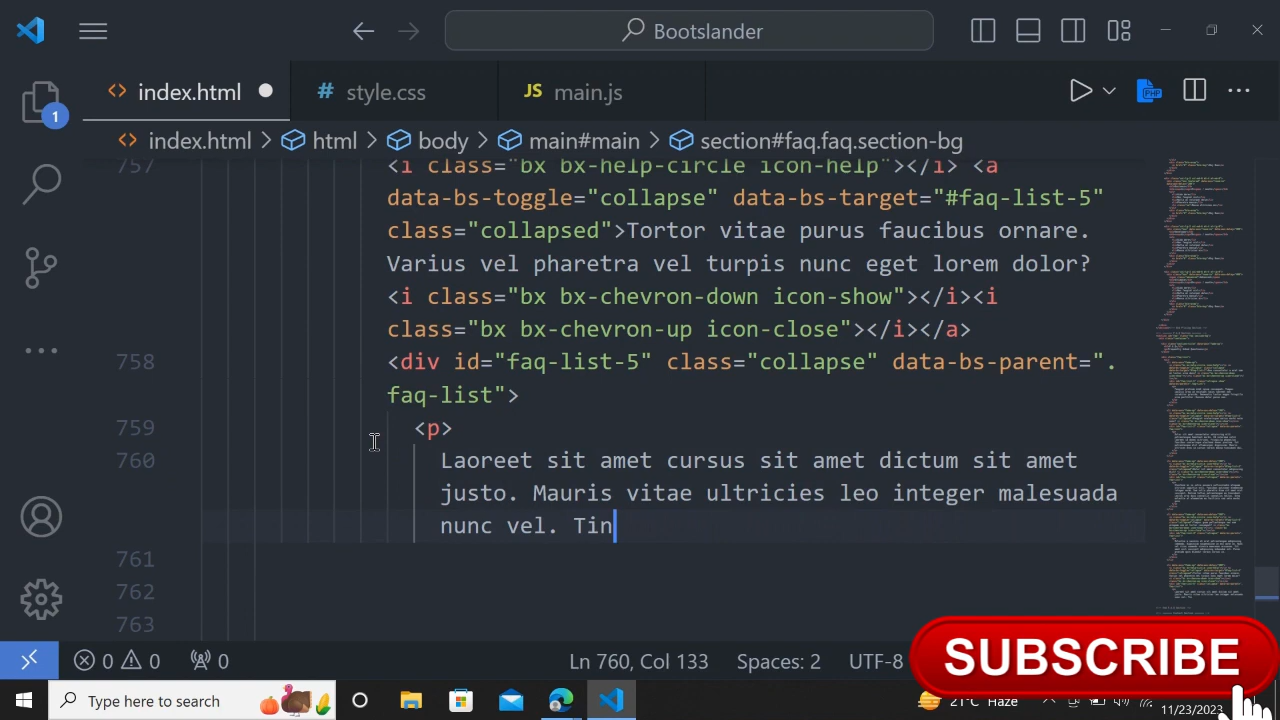 Bootslander
index.html
style.css
JS main.js
1
index.html > html > body > main#main > section#faq.faq.section-bg
757 <i class="bx bx-help-circle icon-help"></i> <a
data-bs-toggle="collapse" data-bs-target="#faq-list-5"
class="collapsed">Tortor vitae purus faucibus ornare.
Varius vel pharetra vel turpis nunc eget lorem dolor?
<i class="bx bx-chevron-down icon-show"></i><i
class="bx bx-chevron-up icon-close"></i></a>
758 <div id="faq-list-5" class="collapse" data-bs-parent=".
faq-list">
759 <p>
760 Laoreet sit amet cursus sit amet dictum sit amet
justo. Mauris vitae ultricies leo integer malesuada
nunc vel. Tin
761
762
763
0 0 0
Ln 760, Col 133
Spaces: 2
UTF-8
SUBSCRIBE
Type here to search
21°C Haze
11/23/2023